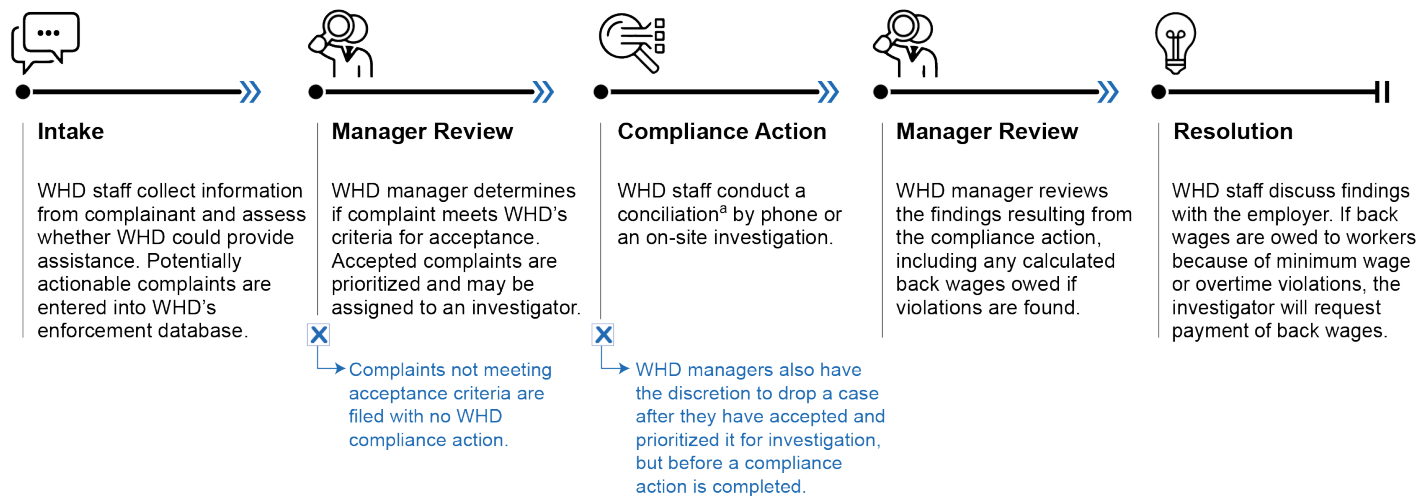 Intake
WHD staff collect information
from complainant and assess
whether WHD could provide
assistance. Potentially
actionable complaints are
entered into WHD’s
enforcement database.
Manager Review
WHD manager determines
if complaint meets WHD’s
criteria for acceptance.
Accepted complaints are
prioritized and may be
assigned to an investigator.
Complaints not meeting
acceptance criteria are
filed with no WHD
compliance action.
Compliance Action
WHD staff conduct a
conciliationª by phone or
an on-site investigation.
WHD managers also have
the discretion to drop a case
after they have accepted and
prioritized it for investigation,
but before a compliance
action is completed.
Manager Review
WHD manager reviews
the findings resulting from
the compliance action,
including any calculated
back wages owed if
violations are found.
Resolution
WHD staff discuss findings
with the employer. If back
wages are owed to workers
because of minimum wage
or overtime violations, the
investigator will request
payment of back wages.